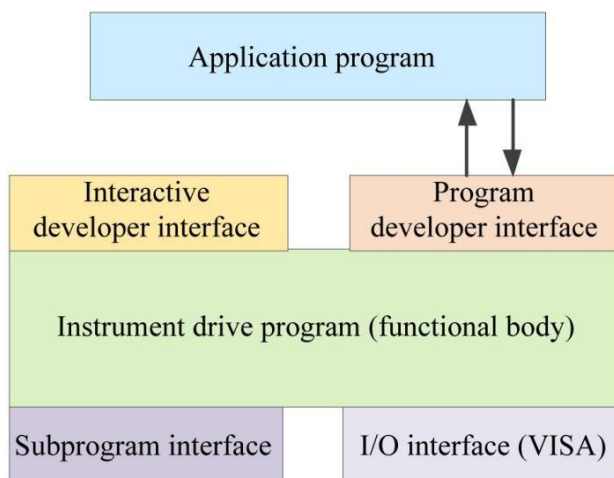 Application program
Interactive
developer interface
Program
developer interface
Instrument drive program (functional body)
Subprogram interface
I/O interface (VISA)